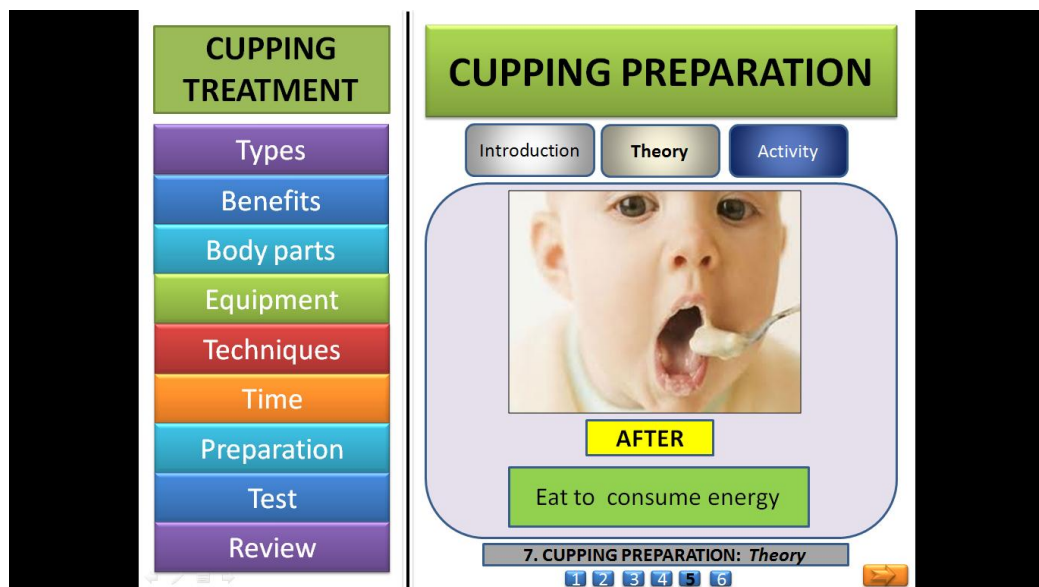 CUPPING
TREATMENT
Types
Benefits
Body parts
Equipment
Techniques
Time
Preparation
Test
Review
CUPPING PREPARATION
Introduction
Theory
Activity
AFTER
Eat to consume energy
7. CUPPING PREPARATION: Theory
1 2 3 4 5 6